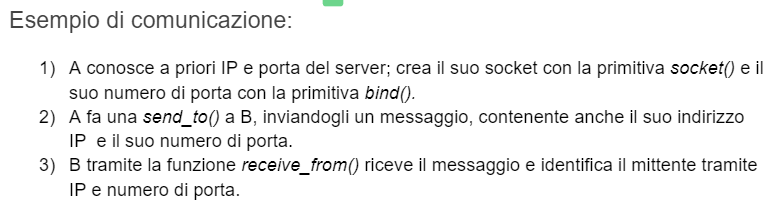 Esempio di comunicazione:
1) A conosce a priori IP e porta del server; crea il suo socket con la primitiva socket() e il
suo numero di porta con la primitiva bind().
2) A fa una send_to() a B, inviandogli un messaggio, contenente anche il suo indirizzo
IP e il suo numero di porta.
3) B tramite la funzione receive_from() riceve il messaggio e identifica il mittente tramite
IP e numero di porta.